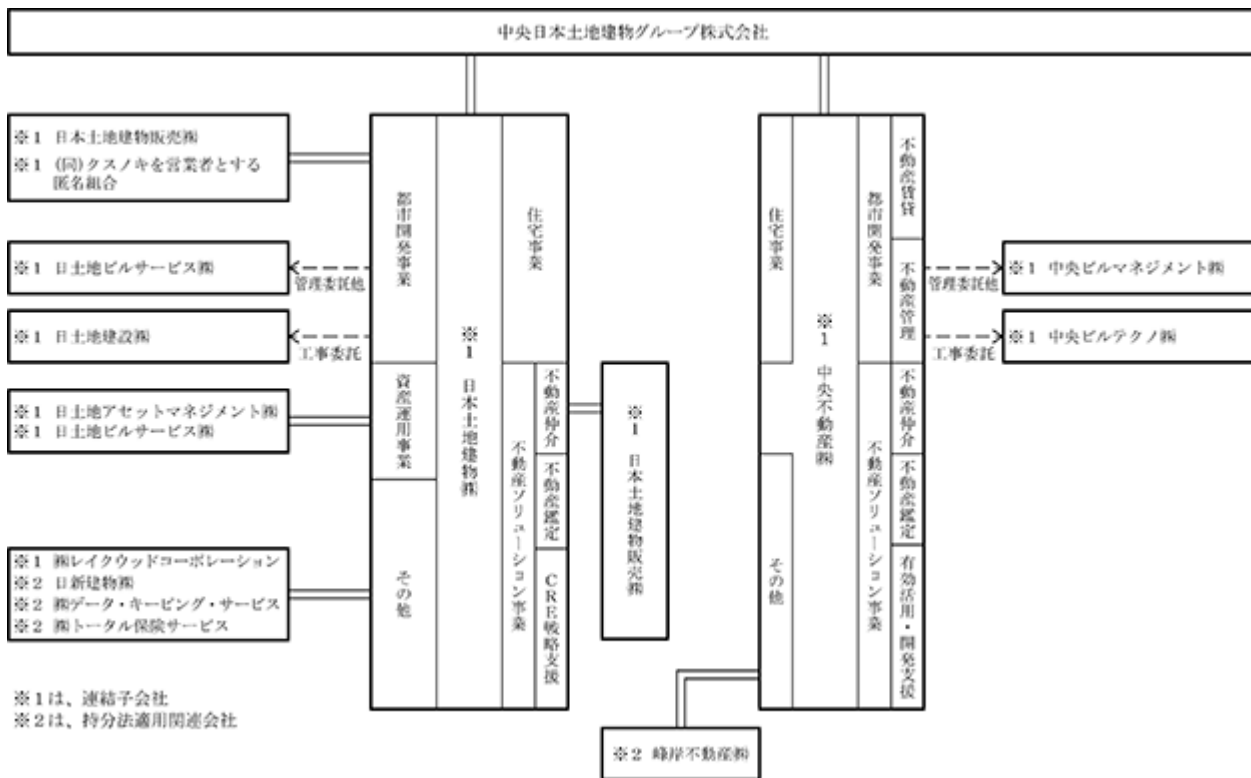 中央日本土地建物グループ株式会社
※1 日本土地建物販売㈱
※1 (同)クスノキを営業者とする
匿名組合
※1 日土地ビルサービス㈱
管理委託他
※1 日土地建設㈱
工事委託
※1 日土地アセットマネジメント㈱
※1 日土地ビルサービス㈱
※1 ㈱レイクウッドコーポレーション
※2 日新建物㈱
※2 ㈱データ・キーピング・サービス
※2 ㈱トータル保険サービス
都市開発事業
資産運用事業
その他
※1 日本土地建物㈱
住宅事業
不動産ソリューション事業
不動産仲介
不動産鑑定
CRE戦略支援
※1 日本土地建物販売㈱
住宅事業
その他
※1 中央不動産㈱
都市開発事業
不動産ソリューション事業
不動産賃貸
不動産管理
不動産仲介
不動産鑑定
有効活用・開発支援
管理委託他
※1 中央ビルマネジメント㈱
工事委託
※1 中央ビルテクノ㈱
※2 峰岸不動産㈱
※1は、連結子会社
※2は、持分法適用関連会社